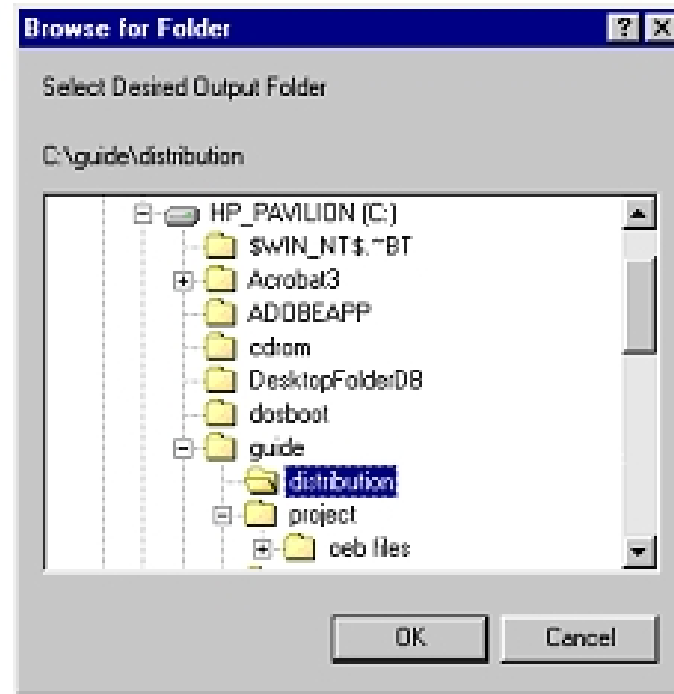 Browse for Folder
Select Desired Output Folder
C:\guide\distribution
HP_PAVILION (C:)
$WIN_NT$.~BT
Acrobat3
ADOBEAPP
cdrom
DesktopFolderDB
dosboot
guide
distribution
project
oeb files
OK Cancel